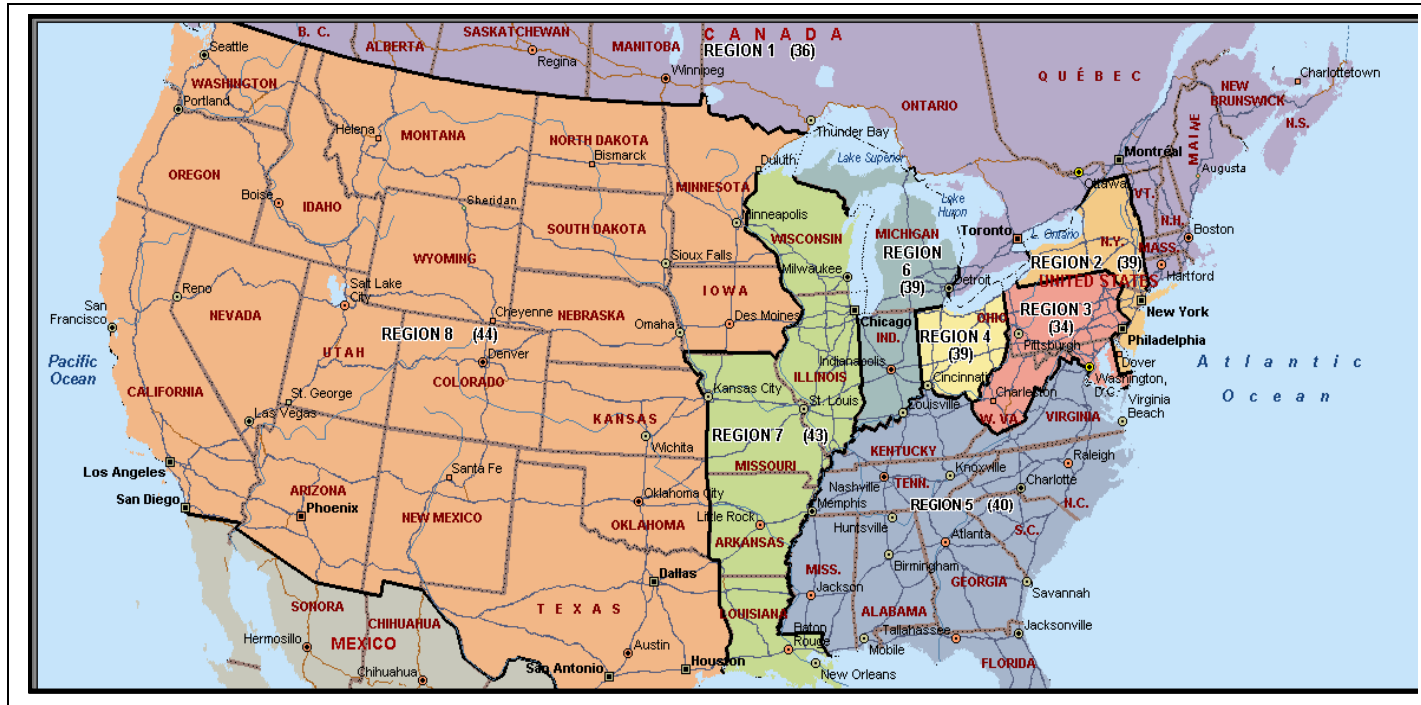 B. C.
ALBERTA
SASKATCHEWAN
MANITOBA
C A N A D A
REGION 1 (36)
Regina
Winnipeg
ONTARIO
QUÉBEC
NEW
BRUNSWICK
Charlottetown
N.S.
MAINE
Seattle
WASHINGTON
Portland
Helena
MONTANA
NORTH DAKOTA
Bismarck
Thunder Bay
Duluth
Lake Superior
Montréal
Ottawa
Augusta
VT.
N.H.
OREGON
Boise
IDAHO
Sheridan
SOUTH DAKOTA
MINNESOTA
Minneapolis
WISCONSIN
MICHIGAN
Lake
Huron
Toronto
L. Ontario
N.Y.
MASS.
Boston
WYOMING
Sioux Falls
Milwaukee
REGION
6
(39)
Detroit
REGION 2 (39)
Hartford
UNITED STATES
Reno
Salt Lake
City
IOWA
San
Francisco
NEVADA
Cheyenne
NEBRASKA
Omaha
Des Moines
Chicago
IND.
OHIO
REGION 3
(34)
New York
Philadelphia
REGION 8 (44)
UTAH
Denver
Indianapolis
REGION 4
(39)
Pittsburgh
Dover
Pacific
Ocean
CALIFORNIA
COLORADO
Kansas City
ILLINOIS
Cincinnati
Washington,
D.C.
Atlantic
Ocean
St. George
Las Vegas
KANSAS
St. Louis
Louisville
Charleston
W. VA.
VIRGINIA
Virginia
Beach
Wichita
REGION 7 (43)
KENTUCKY
Los Angeles
Santa Fe
MISSOURI
Knoxville
Raleigh
San Diego
ARIZONA
Phoenix
NEW MEXICO
Oklahoma City
OKLAHOMA
Little Rock
ARKANSAS
Nashville
TENN.
Memphis
Huntsville
REGION 5 (40)
Charlotte
N.C.
S.C.
Atlanta
Dallas
MISS.
Birmingham
GEORGIA
Jackson
Savannah
SONORA
CHIHUAHUA
MEXICO
Hermosillo
Chihuahua
TEXAS
LOUISIANA
ALABAMA
Baton
Rouge
Tallahassee
Jacksonville
Austin
Mobile
San Antonio
Houston
New Orleans
FLORIDA